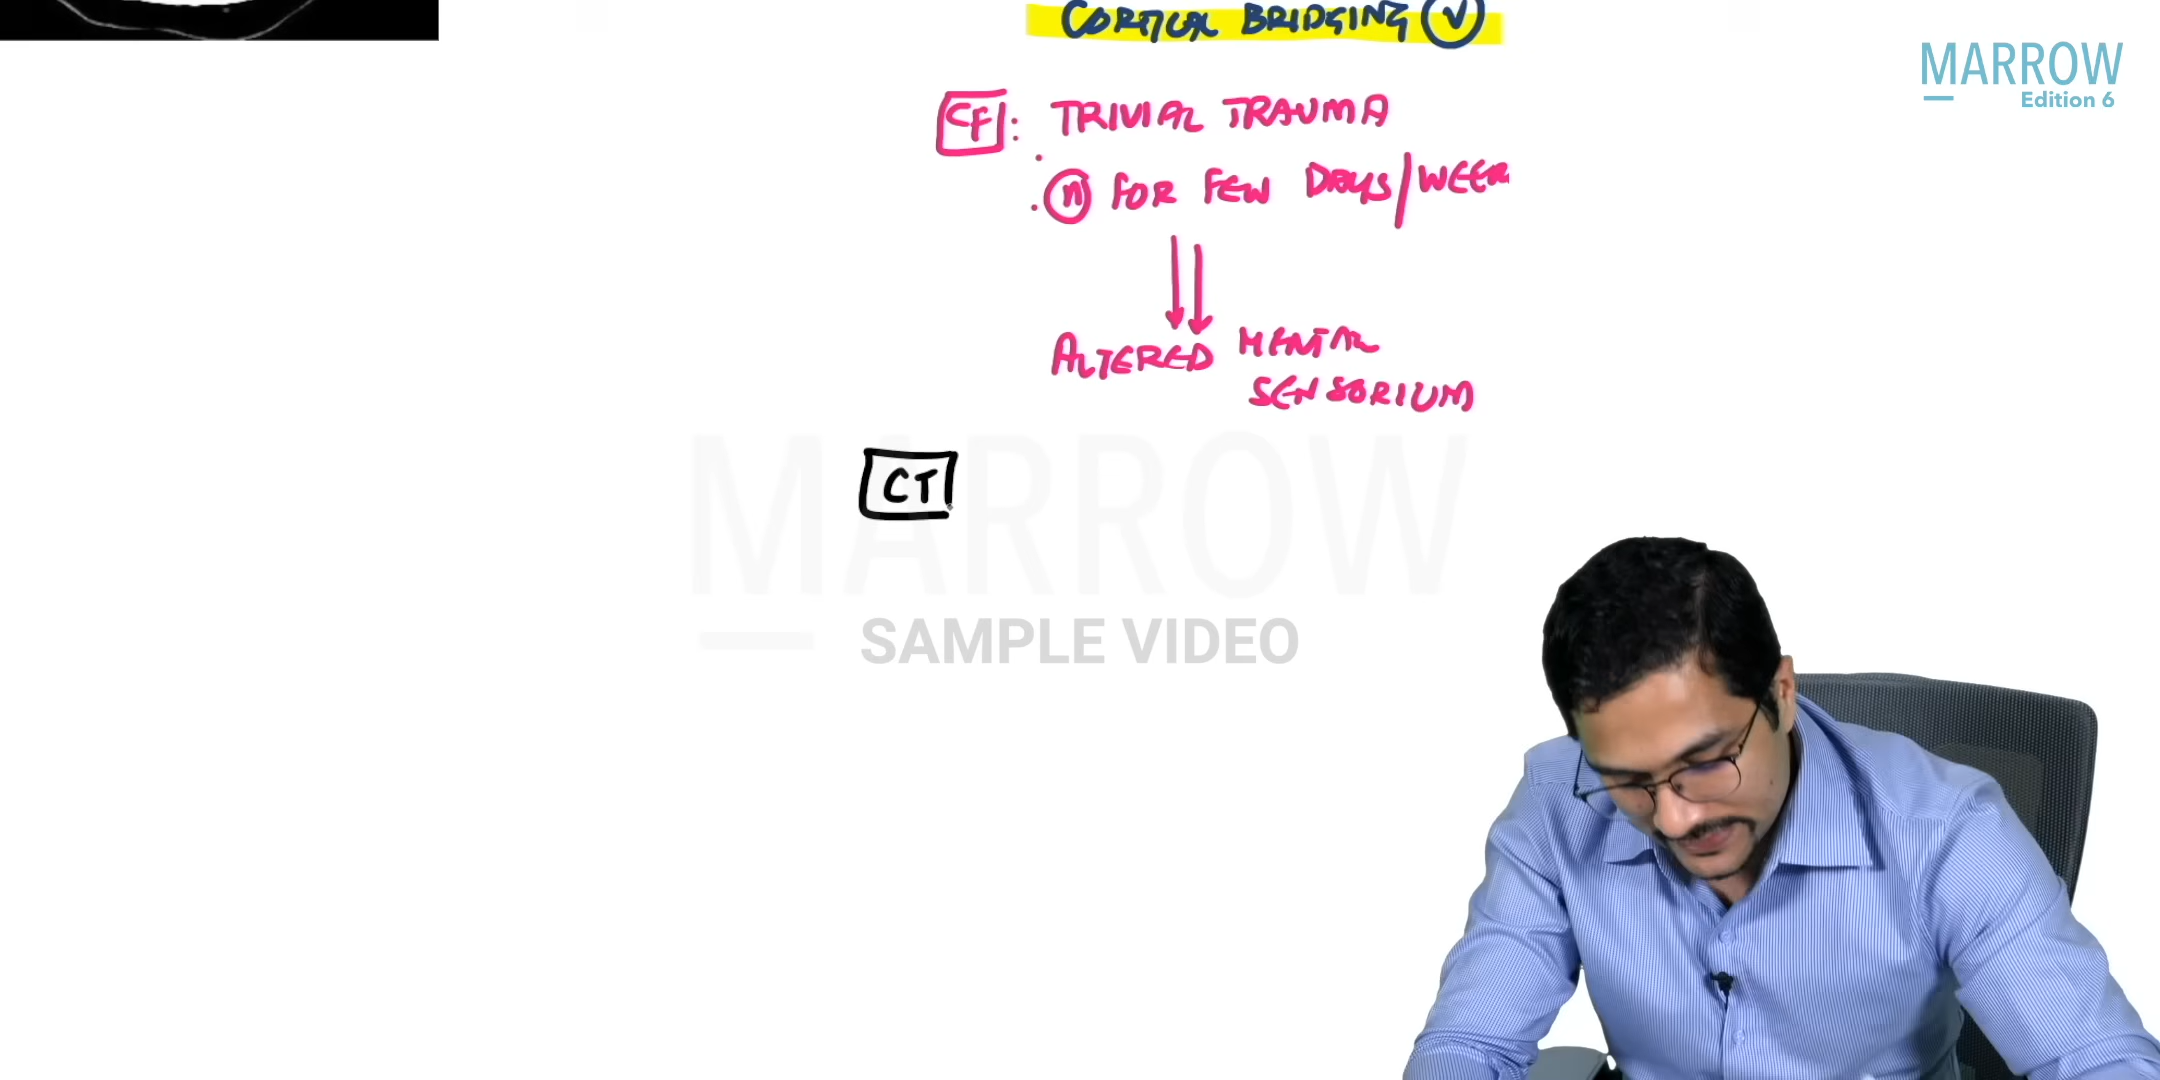 CORTICAL BRIDGING V
MARROW
Edition 6
CF : TRIVIAL TRAUMA
n FOR FEW DAYS/WEEK
ALTERED MENTAL
SENSORIUM
CT
MARROW
SAMPLE VIDEO